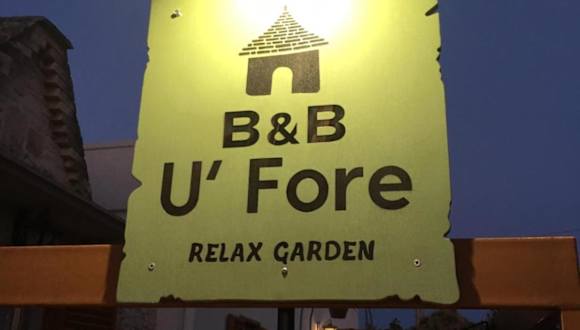 B&B
U' Fore
RELAX GARDEN